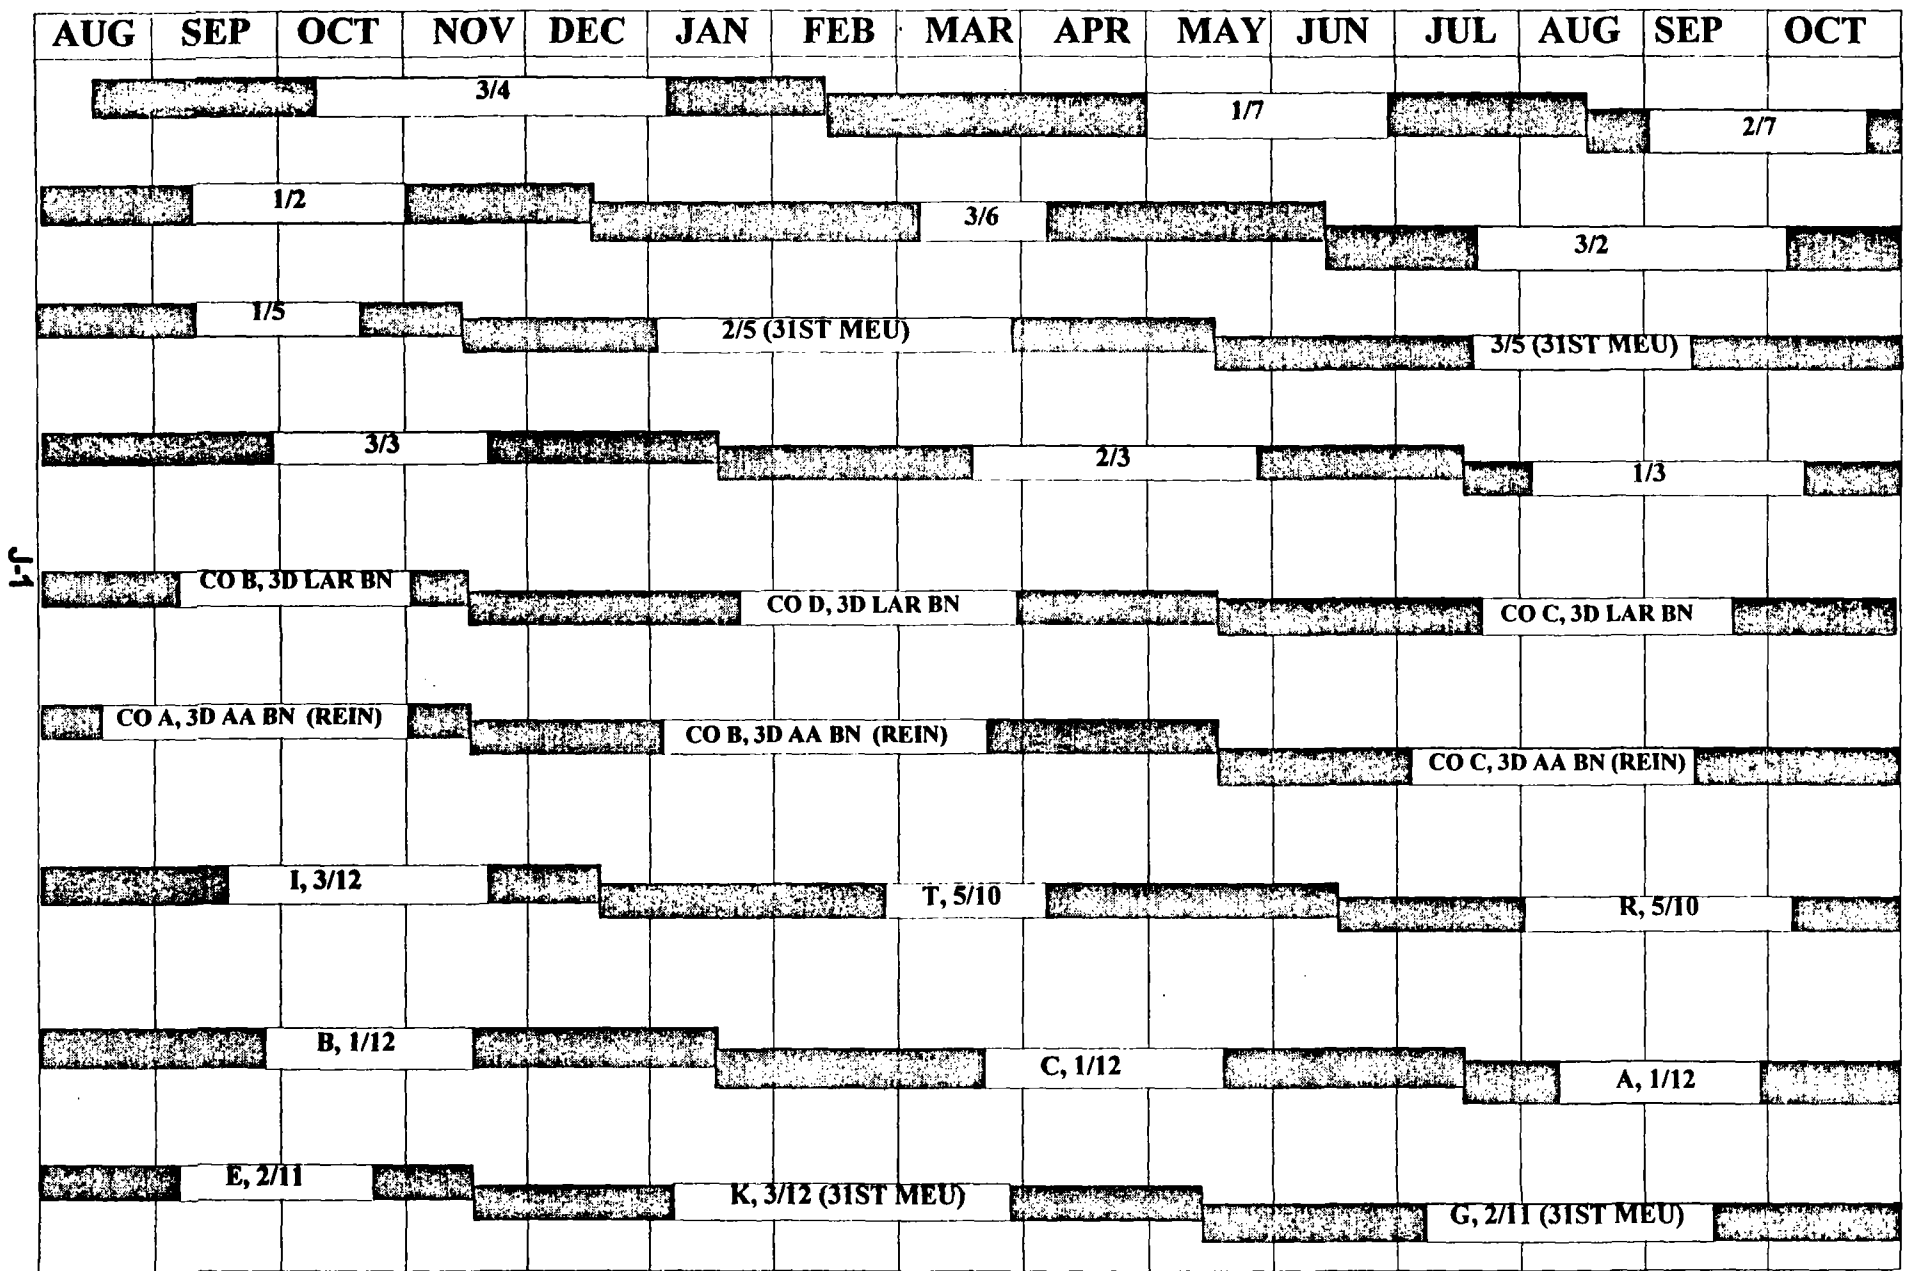 AUG SEP OCT NOV DEC JAN FEB MAR APR MAY JUN JUL AUG SEP OCT
3/4
1/7
2/7
1/2
3/6
3/2
1/5
2/5 (31ST MEU)
3/5 (31ST MEU)
3/3
2/3
1/3
J-1
CO B, 3D LAR BN
CO D, 3D LAR BN
CO C, 3D LAR BN
CO A, 3D AA BN (REIN)
CO B, 3D AA BN (REIN)
CO C, 3D AA BN (REIN)
I, 3/12
T, 5/10
R, 5/10
B, 1/12
C, 1/12
A, 1/12
E, 2/11
K, 3/12 (31ST MEU)
G, 2/11 (31ST MEU)